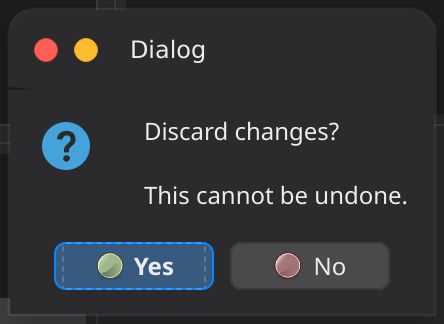 Dialog
Discard changes?
This cannot be undone.
Yes
No